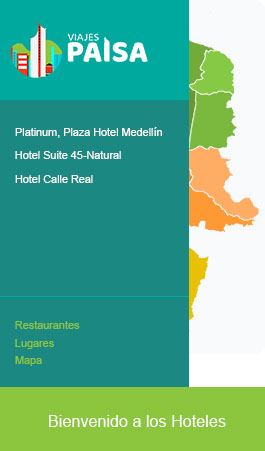 VIAJES
PAISA
Platinum, Plaza Hotel Medellín
Hotel Suite 45-Natural
Hotel Calle Real
Restaurantes
Lugares
Mapa
Bienvenido a los Hoteles